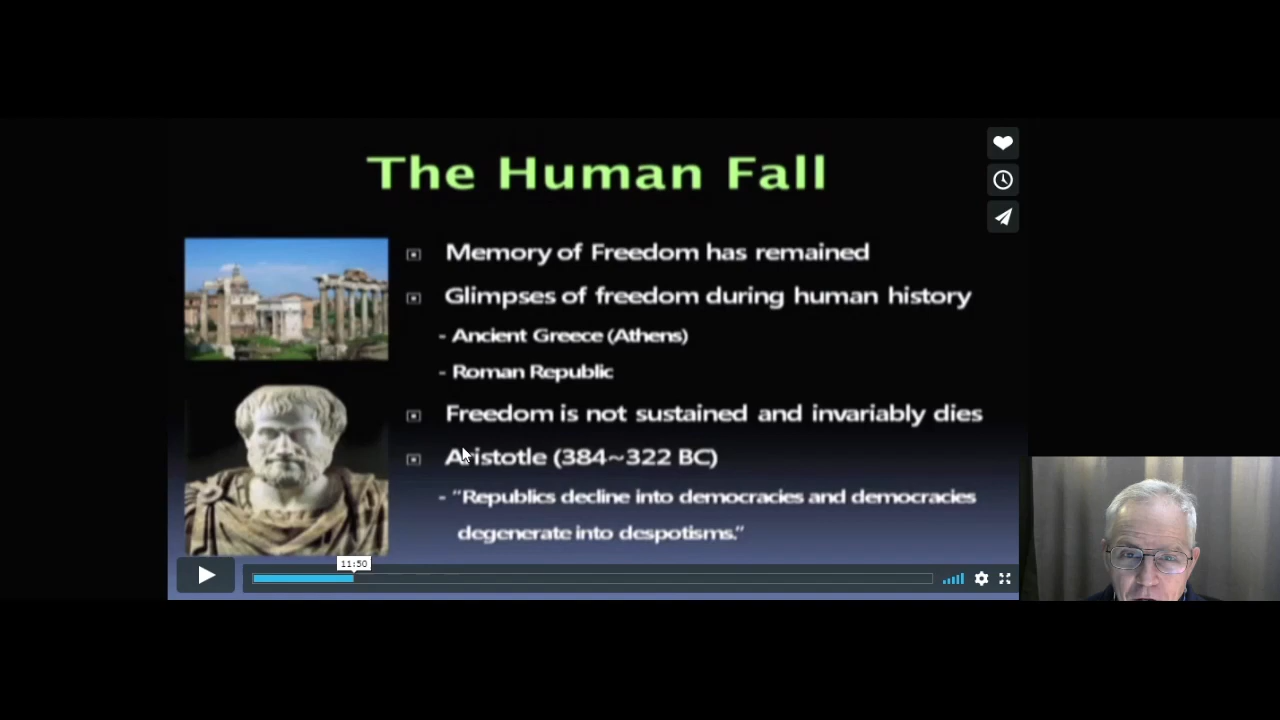 The Human Fall
Memory of Freedom has remained
Glimpses of freedom during human history
- Ancient Greece (Athens)
- Roman Republic
Freedom is not sustained and invariably dies
Aristotle (384~322 BC)
- "Republics decline into democracies and democracies
degenerate into despotisms."
11:50